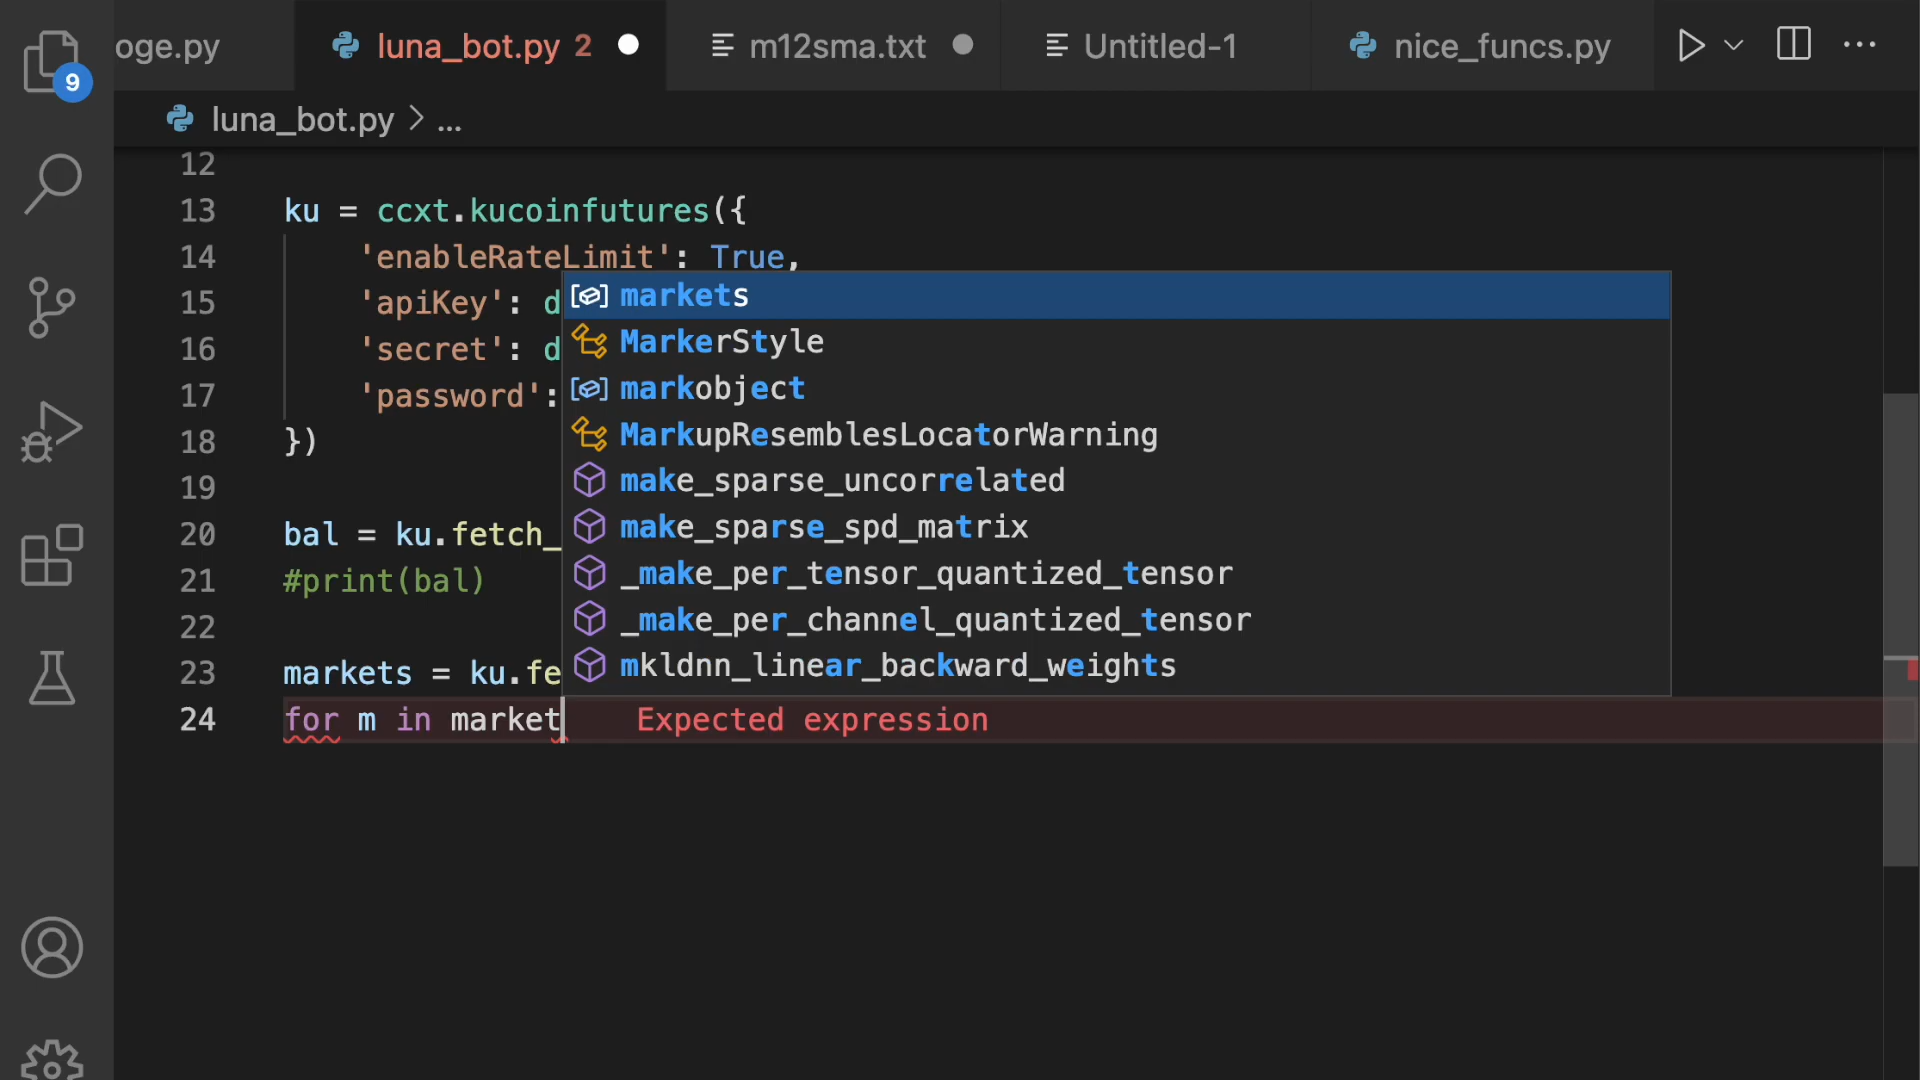 oge.py luna_bot.py 2 m12sma.txt Untitled-1 nice_funcs.py
9
luna_bot.py > ...
12
13 ku = ccxt.kucoinfutures({
14 'enableRateLimit': True,
15 'apiKey': d
16 'secret': d
17 'password':
18 })
19
20 bal = ku.fetch_
21 #print(bal)
22
23 markets = ku.fe
24 for m in market Expected expression
markets
MarkerStyle
markobject
MarkupResemblesLocatorWarning
make_sparse_uncorrelated
make_sparse_spd_matrix
_make_per_tensor_quantized_tensor
_make_per_channel_quantized_tensor
mkldnn_linear_backward_weights